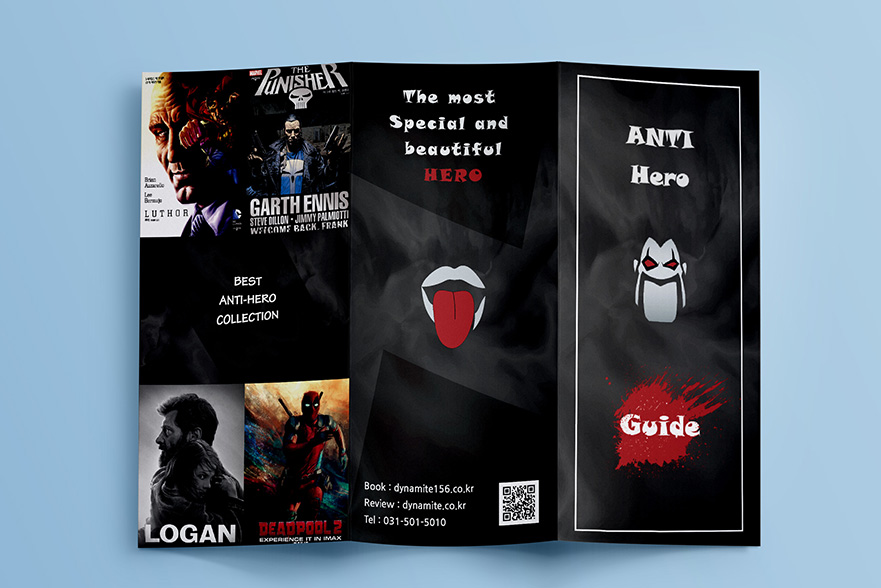 THE
PUNISHER
MARVEL
Brian
Azzarello
Lee
Bermejo
LUTHOR
GARTH ENNIS
STEVE DILLON • JIMMY PALMIOTTI
WELCOME BACK, FRANK
BEST
ANTI-HERO
COLLECTION
LOGAN
DEADPOOL 2
EXPERIENCE IT IN IMAX
The most
Special and
beautiful
HERO
Book : dynamite156.co.kr
Review : dynamite.co.kr
Tel : 031-501-5010
ANTI
Hero
Guide